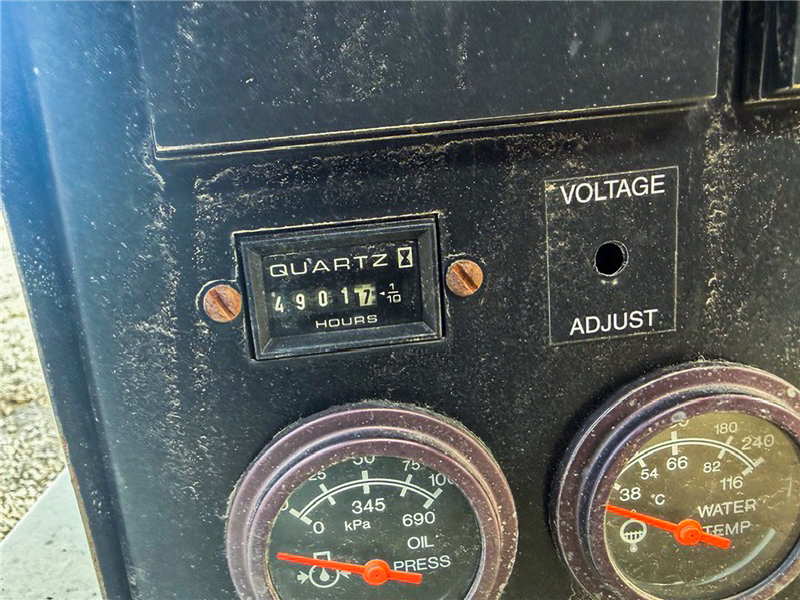 QUARTZ
49017 1/10
HOURS
VOLTAGE
ADJUST
25 50 75 100
0 345 690
kPa
OIL
PRESS
180 240
54 66 82
38 °C 116
WATER
TEMP